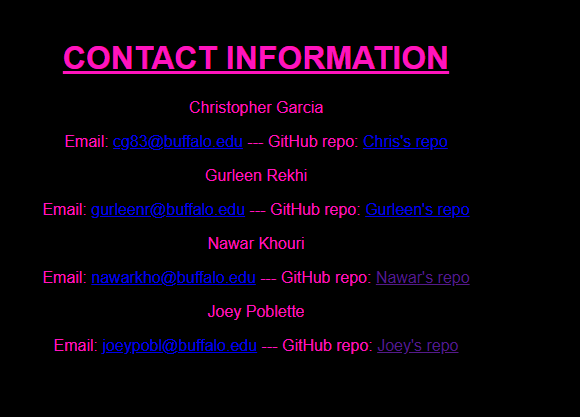 CONTACT INFORMATION
Christopher Garcia
Email: cg83@buffalo.edu --- GitHub repo: Chris's repo
Gurleen Rekhi
Email: gurleenr@buffalo.edu --- GitHub repo: Gurleen's repo
Nawar Khouri
Email: nawarkho@buffalo.edu --- GitHub repo: Nawar's repo
Joey Poblette
Email: joeypobl@buffalo.edu --- GitHub repo: Joey's repo